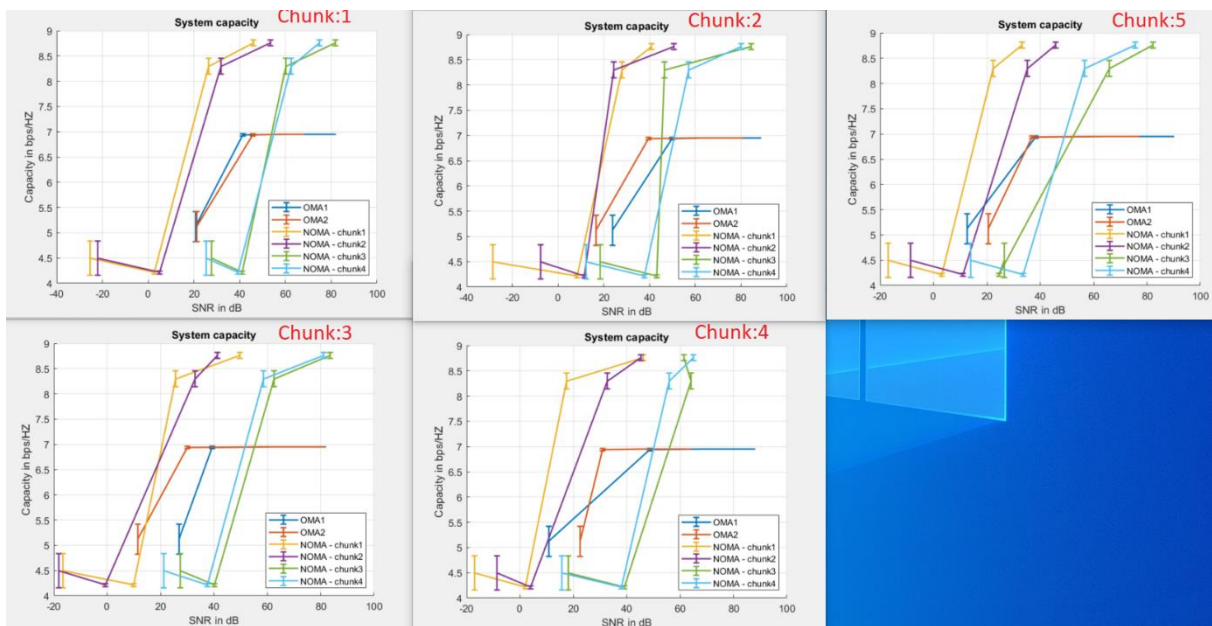 Chunk:1
System capacity
Capacity in bps/HZ
9
8.5
8
7.5
7
6.5
6
5.5
5
4.5
4
OMA1
OMA2
NOMA - chunk1
NOMA - chunk2
NOMA - chunk3
NOMA - chunk4
-40 -20 0 20 40 60 80 100
SNR in dB
Chunk:2
System capacity
Capacity in bps/HZ
9
8.5
8
7.5
7
6.5
6
5.5
5
4.5
4
OMA1
OMA2
NOMA - chunk1
NOMA - chunk2
NOMA - chunk3
NOMA - chunk4
-40 -20 0 20 40 60 80 100
SNR in dB
Chunk:5
System capacity
Capacity in bps/HZ
9
8.5
8
7.5
7
6.5
6
5.5
5
4.5
4
OMA1
OMA2
NOMA - chunk1
NOMA - chunk2
NOMA - chunk3
NOMA - chunk4
-20 0 20 40 60 80 100
SNR in dB
Chunk:3
System capacity
Capacity in bps/HZ
9
8.5
8
7.5
7
6.5
6
5.5
5
4.5
4
OMA1
OMA2
NOMA - chunk1
NOMA - chunk2
NOMA - chunk3
NOMA - chunk4
-20 0 20 40 60 80 100
SNR in dB
Chunk:4
System capacity
Capacity in bps/HZ
9
8.5
8
7.5
7
6.5
6
5.5
5
4.5
4
OMA1
OMA2
NOMA - chunk1
NOMA - chunk2
NOMA - chunk3
NOMA - chunk4
-20 0 20 40 60 80 100
SNR in dB